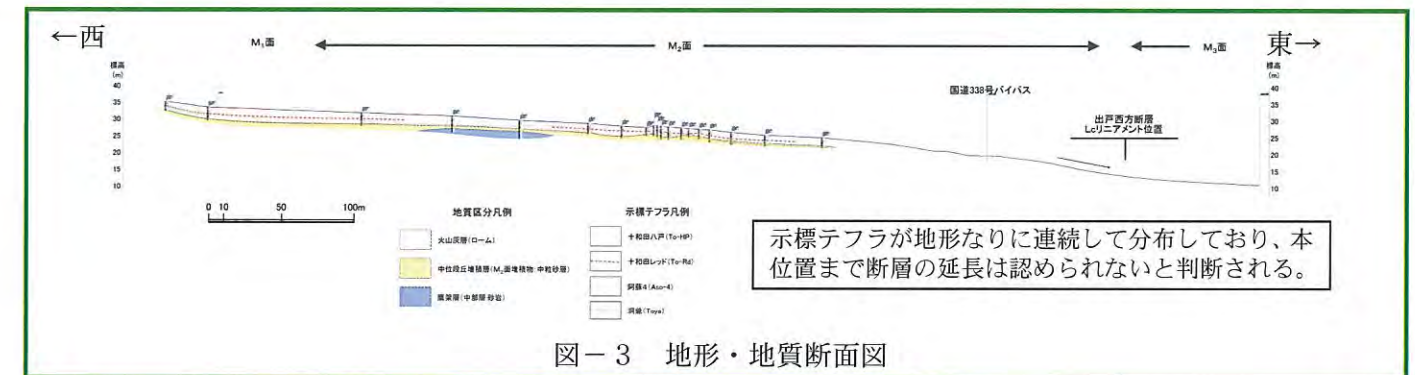 ←西
M₁面
M₂面
M₃面
東→
標高
(m)
40
35
30
25
20
15
10
国道338号バイパス
出戸西方断層
Lcリニアメント位置
標高
(m)
40
35
30
25
20
15
10
0 10 50 100m
地質区分凡例
火山灰層(ローム)
中位段丘堆積層(M₂面堆積物 中粒砂層)
鷹架層(中部層砂岩)
示標テフラ凡例
十和田八戸(To-HP)
十和田レッド(To-Rd)
阿蘇4(Aso-4)
洞爺(Toya)
示標テフラが地形なりに連続して分布しており、本
位置まで断層の延長は認められないと判断される。
図-3 地形・地質断面図